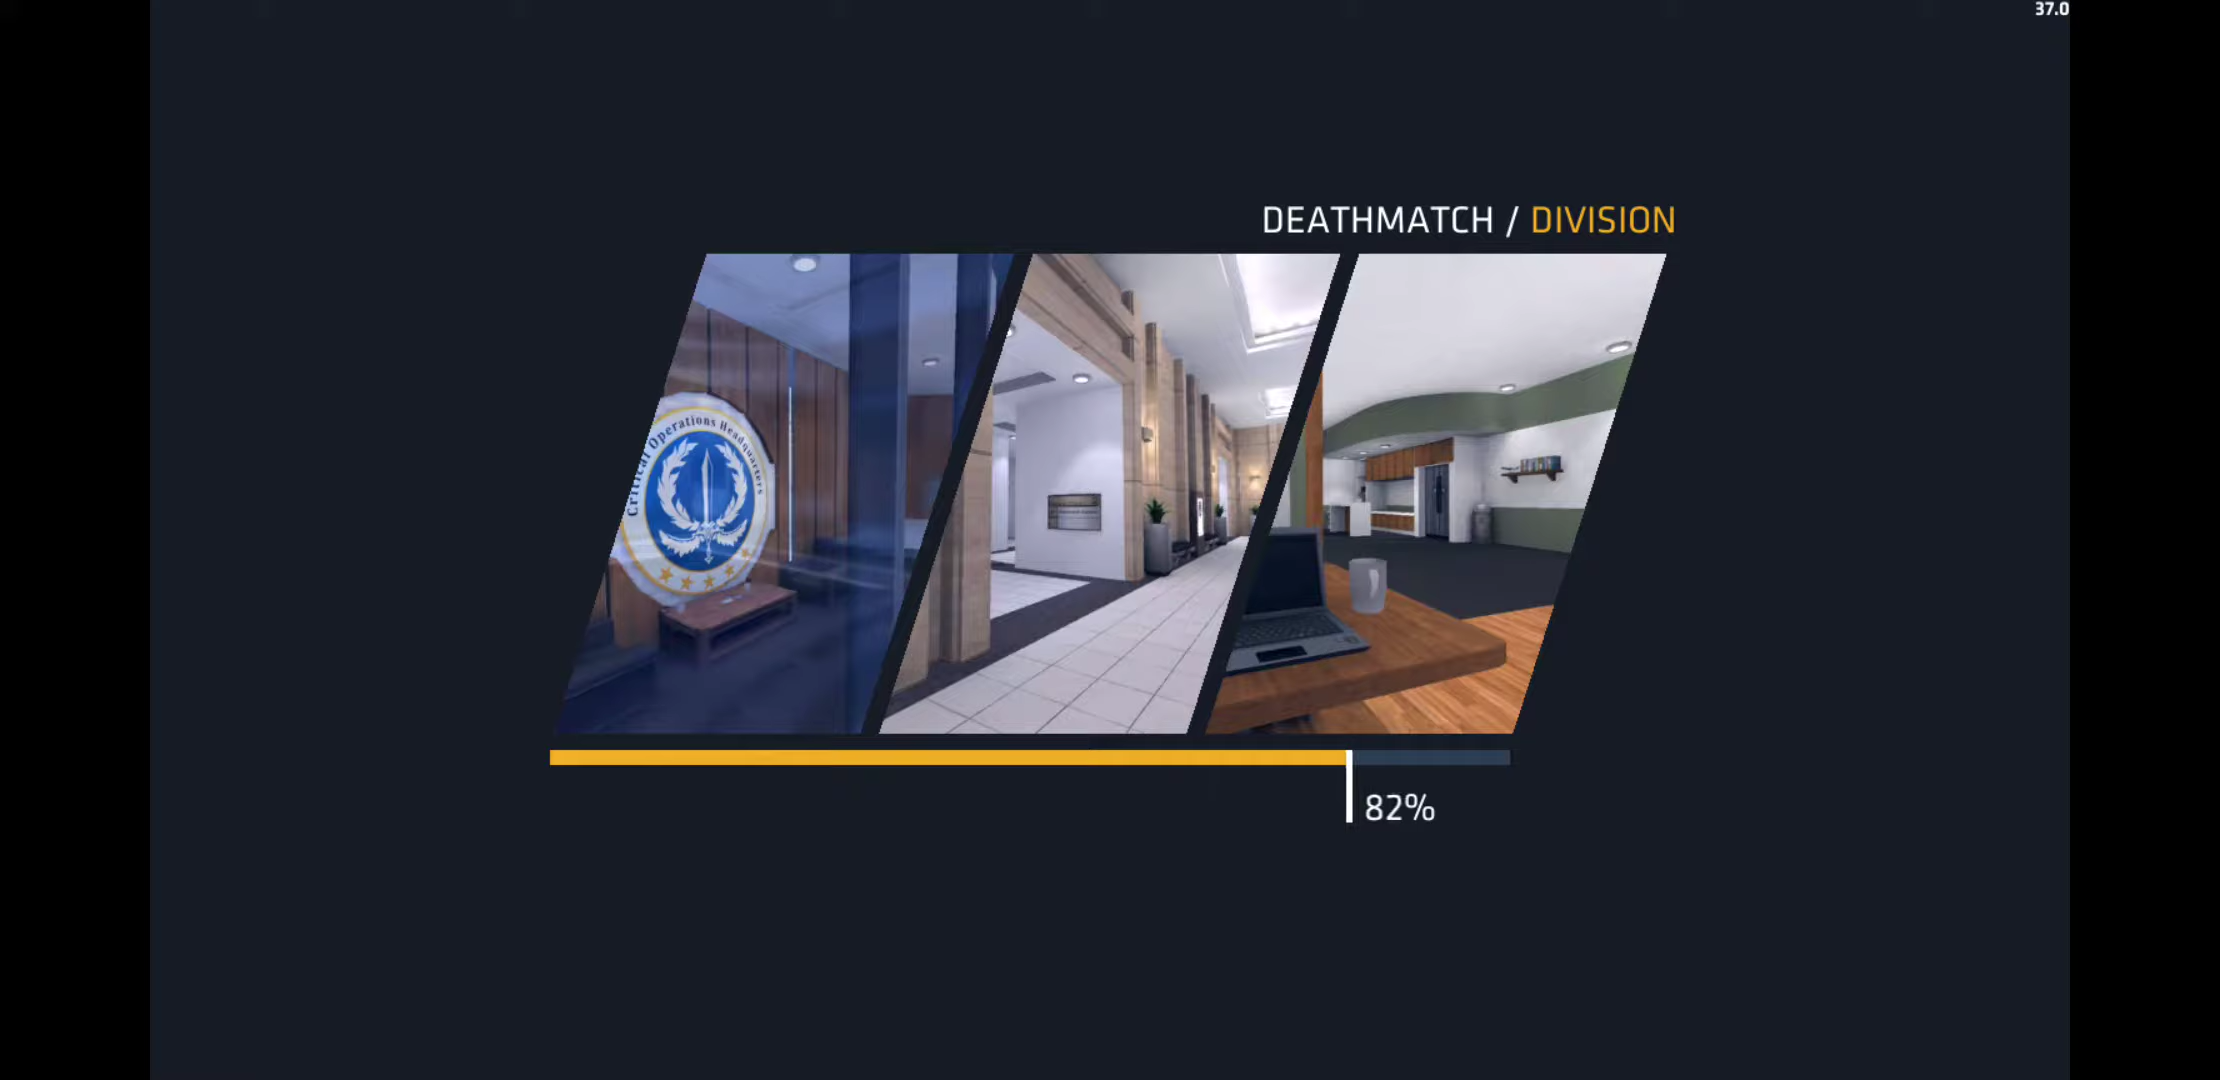 37.0
DEATHMATCH / DIVISION
Critical Operations Headquarters
82%